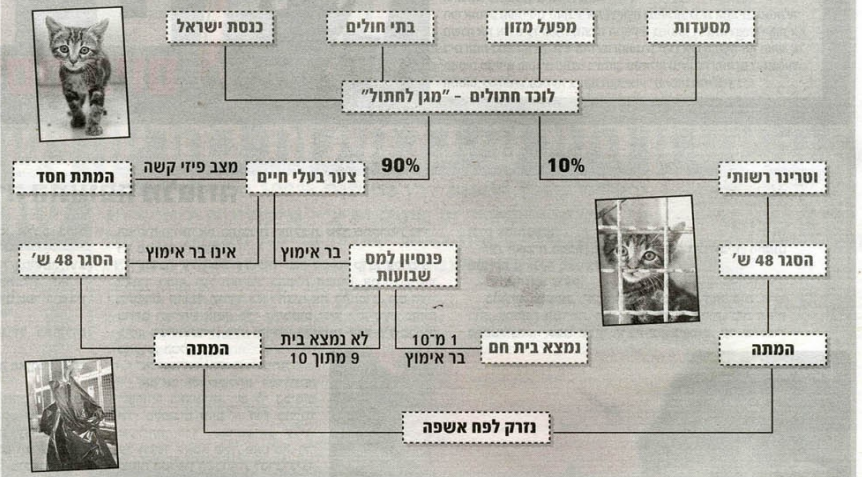 מסעדות
מפעל מזון
בתי חולים
כנסת ישראל
לוכד חתולים - "מגן לחתול"
10%
90%
וטרינר רשותי
צער בעלי חיים
מצב פיזי קשה
המתת חסד
הסגר 48 ש'
פנסיון למס
שבועות
בר אימוץ
אינו בר אימוץ
הסגר 48 ש'
המתה
נמצא בית חם
1 מ־10
בר אימוץ
לא נמצא בית
9 מתוך 10
המתה
נזרק לפח אשפה